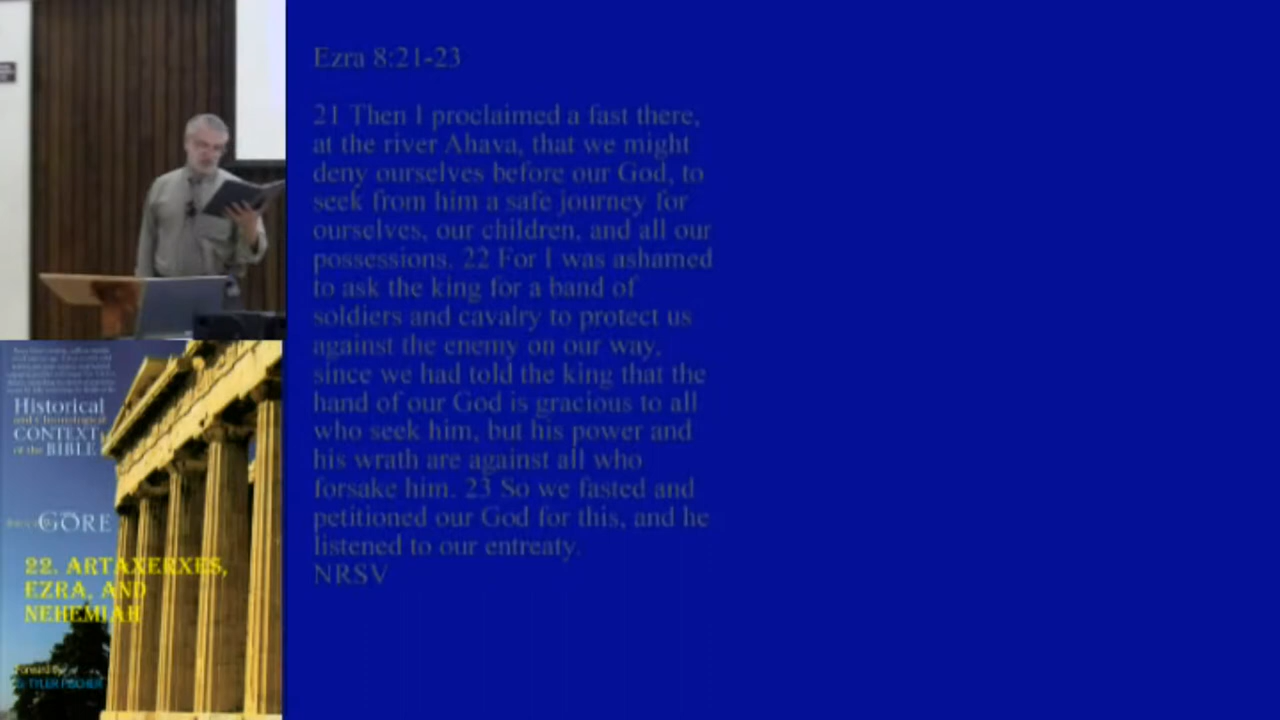 Ezra 8:21-23
21 Then I proclaimed a fast there,
at the river Ahava, that we might
deny ourselves before our God, to
seek from him a safe journey for
ourselves, our children, and all our
possessions. 22 For I was ashamed
to ask the king for a band of
soldiers and cavalry to protect us
against the enemy on our way,
since we had told the king that the
hand of our God is gracious to all
who seek him, but his power and
his wrath are against all who
forsake him. 23 So we fasted and
petitioned our God for this, and he
listened to our entreaty.
NRSV
Historical
and Chronological
CONTEXT
of the BIBLE
GORE
22. ARTAXERXES,
EZRA, AND
NEHEMIAH
TYLER FISCHER